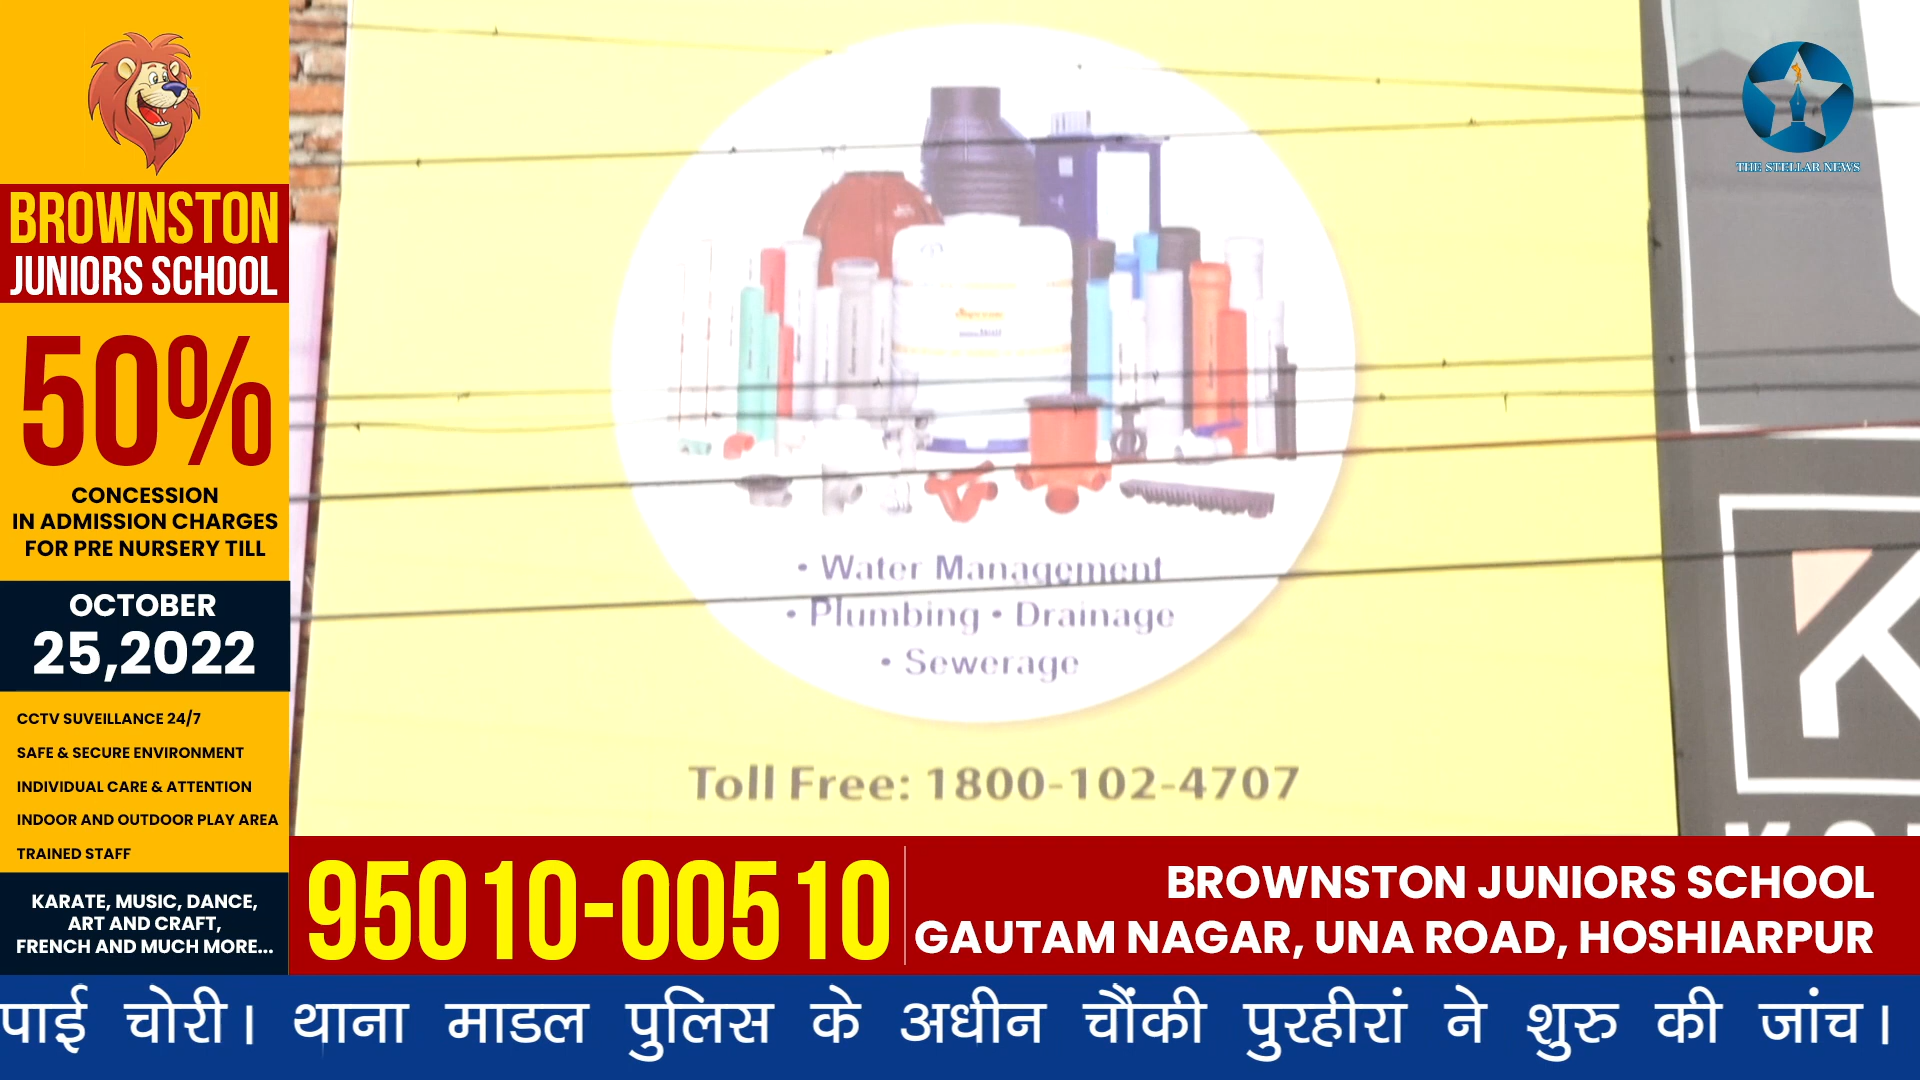 BROWNSTON
JUNIORS SCHOOL
50%
CONCESSION
IN ADMISSION CHARGES
FOR PRE NURSERY TILL
OCTOBER
25,2022
CCTV SUVEILLANCE 24/7
SAFE & SECURE ENVIRONMENT
INDIVIDUAL CARE & ATTENTION
INDOOR AND OUTDOOR PLAY AREA
TRAINED STAFF
KARATE, MUSIC, DANCE,
ART AND CRAFT,
FRENCH AND MUCH MORE...
THE STELLAR NEWS
Supreme
• Water Management
• Plumbing • Drainage
• Sewerage
Toll Free: 1800-102-4707
K
95010-00510
BROWNSTON JUNIORS SCHOOL
GAUTAM NAGAR, UNA ROAD, HOSHIARPUR
पाई चोरी। थाना माडल पुलिस के अधीन चौंकी पुरहीरां ने शुरु की जांच।